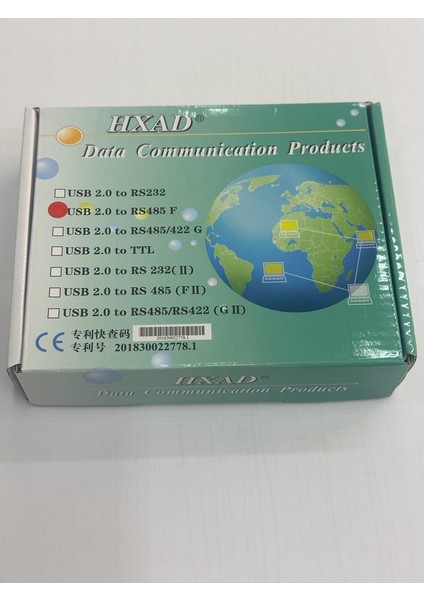 HXAD®
Data Communication Products
USB 2.0 to RS232
USB 2.0 to RS485 F
USB 2.0 to RS485/422 G
USB 2.0 to TTL
USB 2.0 to RS 232(Ⅱ)
USB 2.0 to RS 485 (FⅡ)
USB 2.0 to RS485/RS422 (GⅡ)
CE 专利快查码 201830022778.1
专利号 201830022778.1
HXAD®
Data Communication Products